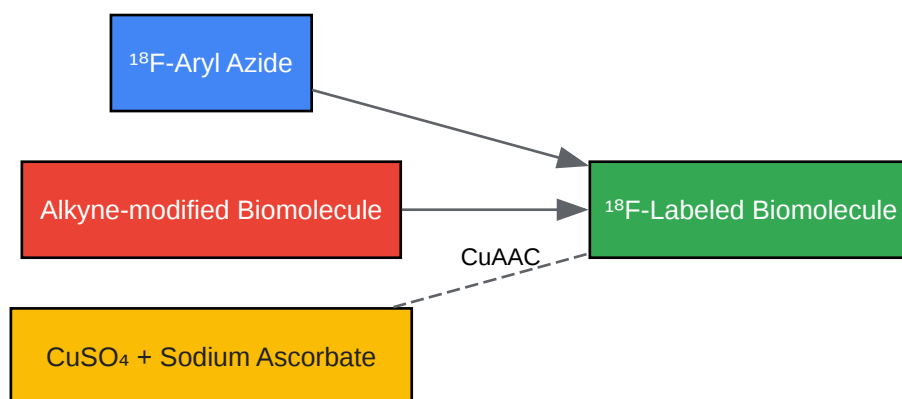 ¹⁸F-Aryl Azide
Alkyne-modified Biomolecule
¹⁸F-Labeled Biomolecule
CuAAC
CuSO₄ + Sodium Ascorbate